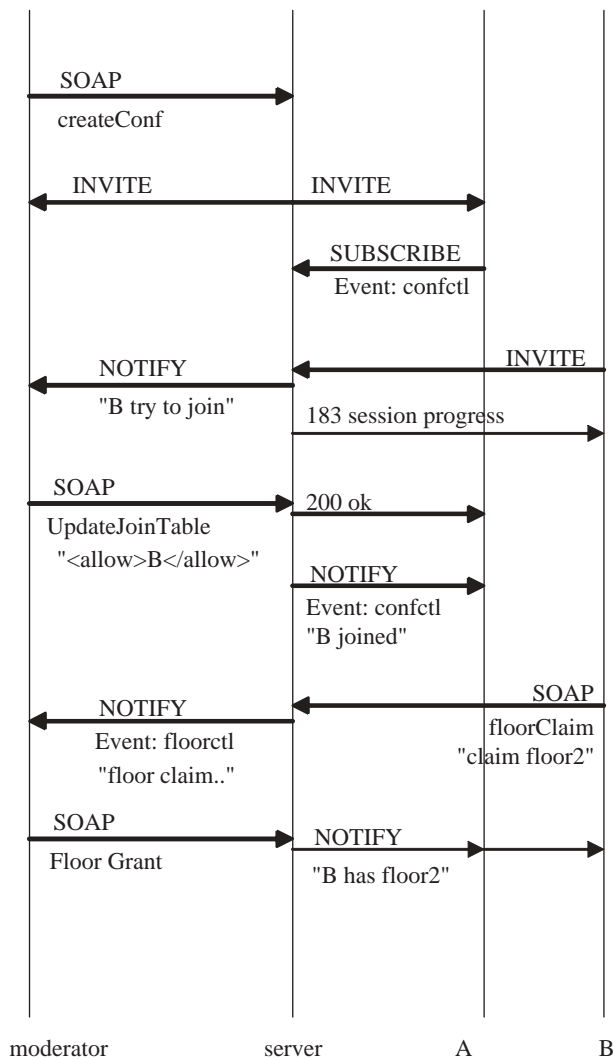 SOAP
createConf
INVITE INVITE
SUBSCRIBE
Event: confctl
INVITE
NOTIFY
"B try to join"
183 session progress
SOAP
200 ok
UpdateJoinTable
"<allow>B</allow>"
NOTIFY
Event: confctl
"B joined"
SOAP
NOTIFY
floorClaim
Event: floorctl
"claim floor2"
"floor claim.."
SOAP
NOTIFY
Floor Grant
"B has floor2"
moderator server A B